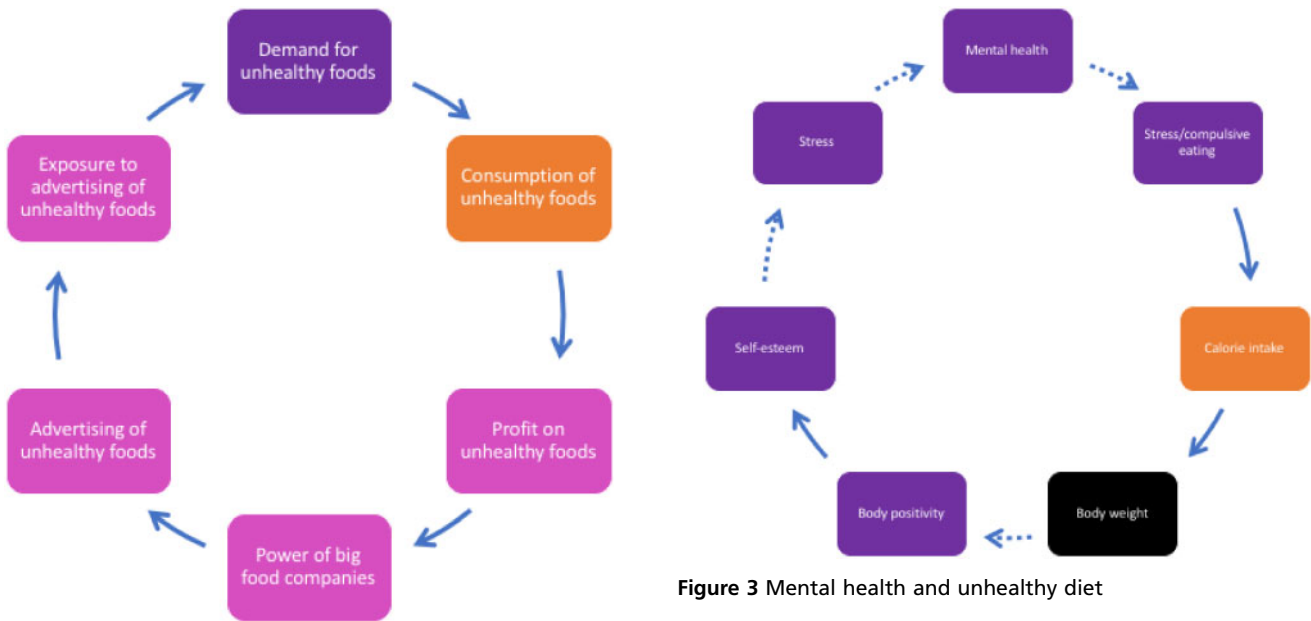 Demand for
unhealthy foods
Consumption of
unhealthy foods
Profit on
unhealthy foods
Power of big
food companies
Advertising of
unhealthy foods
Exposure to
advertising of
unhealthy foods
Mental health
Stress/compulsive
eating
Calorie intake
Body weight
Body positivity
Self-esteem
Stress
Figure 3 Mental health and unhealthy diet